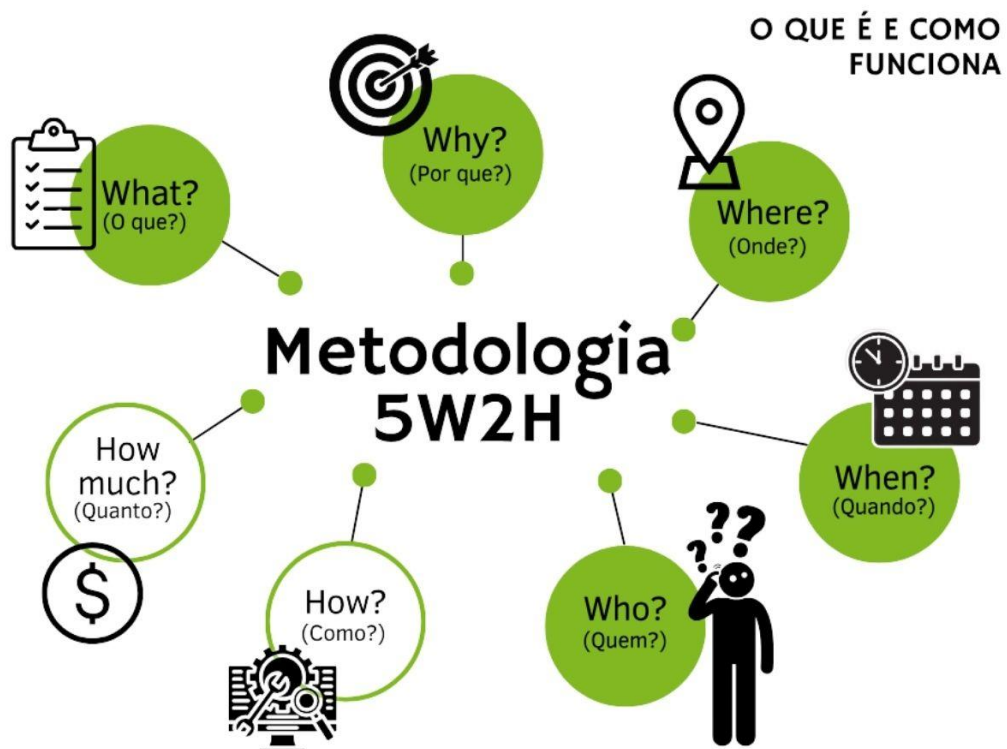 O QUE É E COMO
FUNCIONA
What?
(O que?)
Why?
(Por que?)
Where?
(Onde?)
Metodologia
5W2H
When?
(Quando?)
Who?
(Quem?)
How?
(Como?)
How
much?
(Quanto?)
$
???